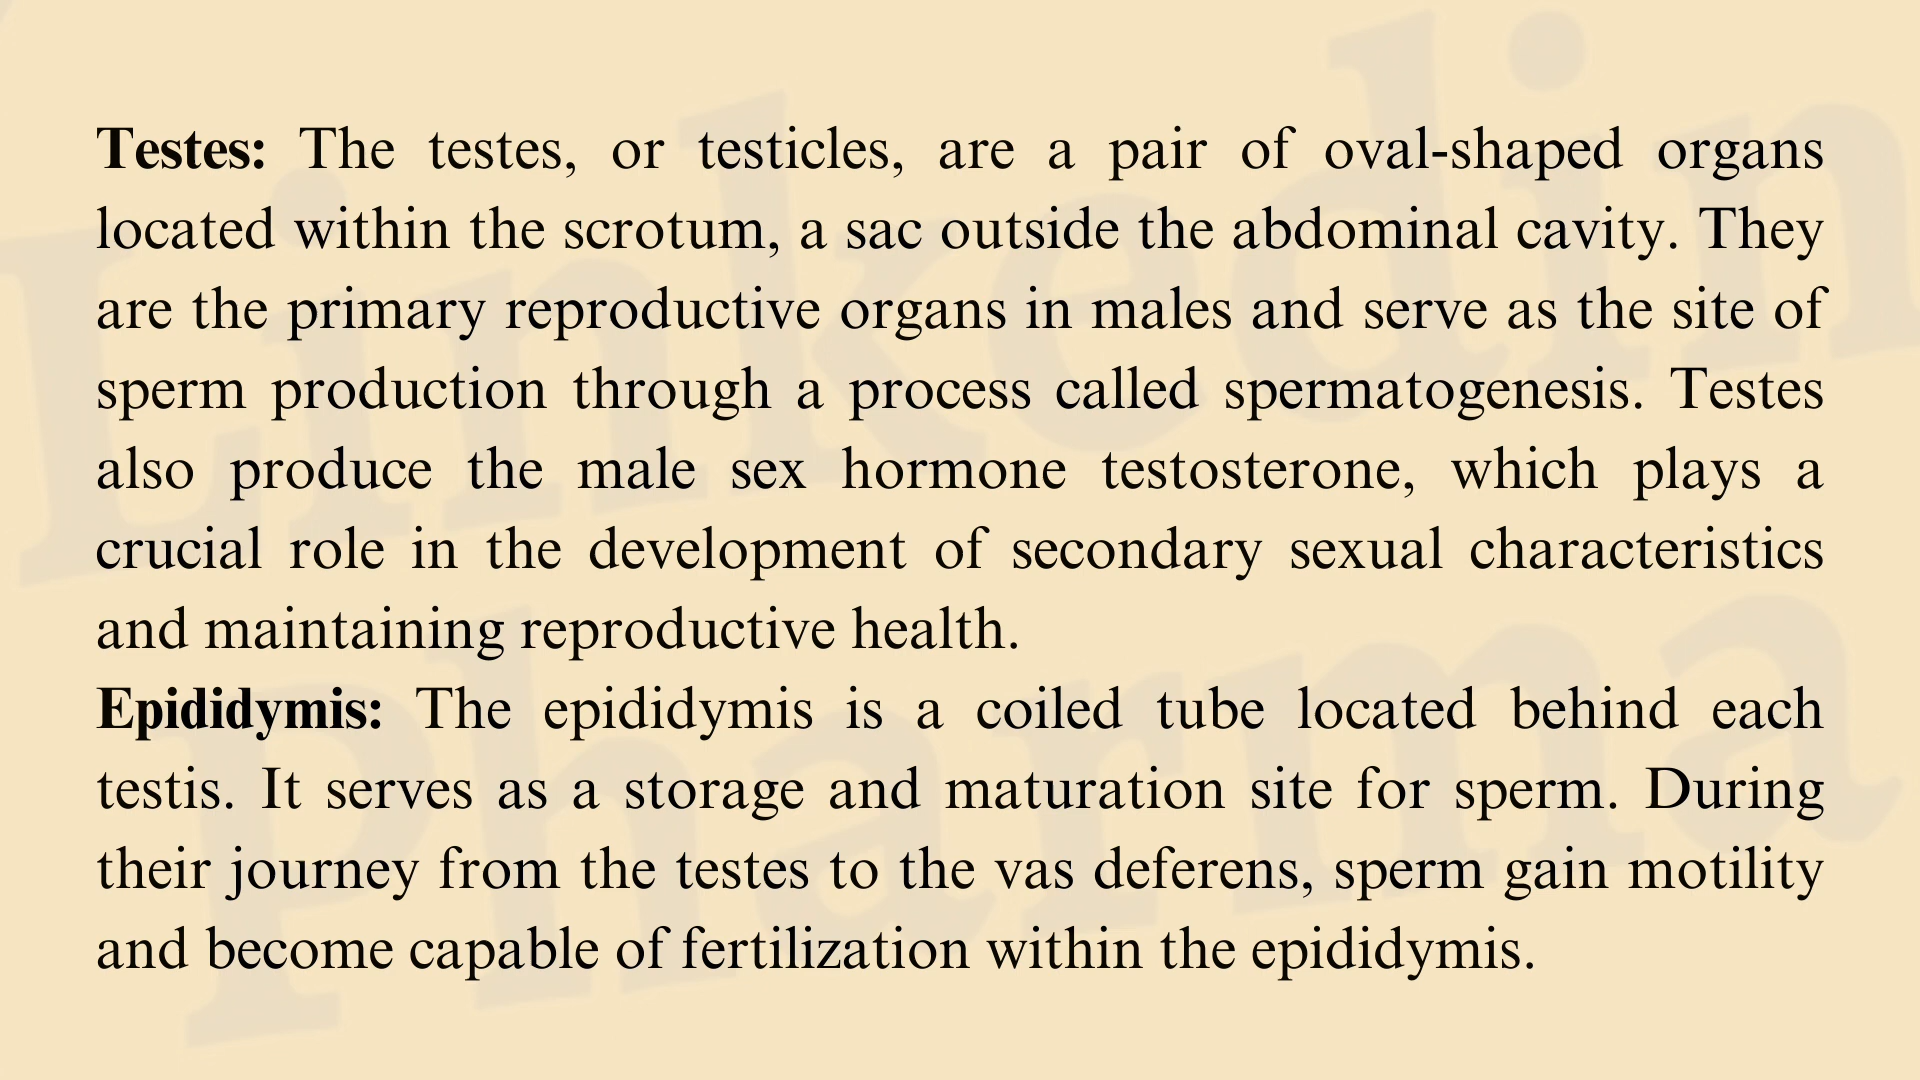 Testes: The testes, or testicles, are a pair of oval-shaped organs
located within the scrotum, a sac outside the abdominal cavity. They
are the primary reproductive organs in males and serve as the site of
sperm production through a process called spermatogenesis. Testes
also produce the male sex hormone testosterone, which plays a
crucial role in the development of secondary sexual characteristics
and maintaining reproductive health.
Epididymis: The epididymis is a coiled tube located behind each
testis. It serves as a storage and maturation site for sperm. During
their journey from the testes to the vas deferens, sperm gain motility
and become capable of fertilization within the epididymis.
Linkedin
Pharma